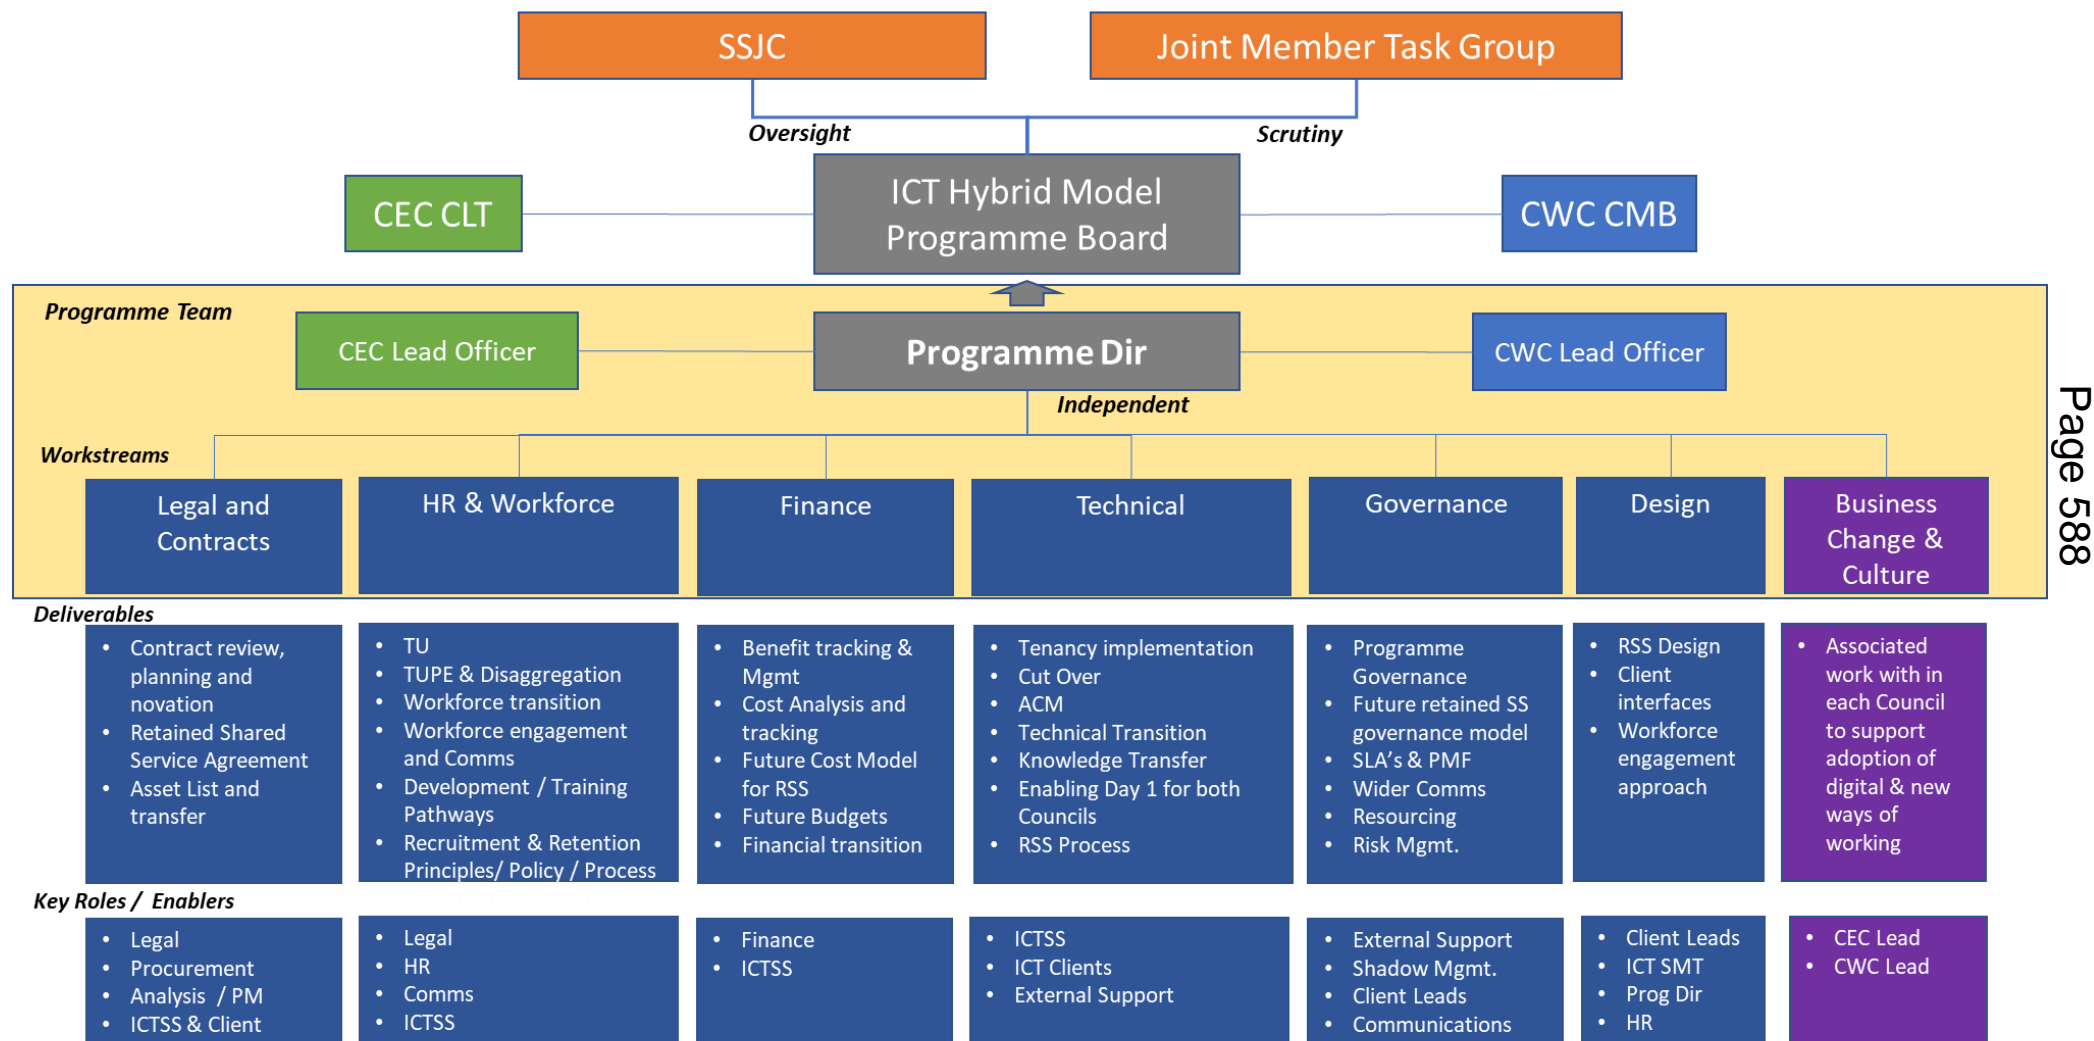 SSJC
Joint Member Task Group
Oversight
Scrutiny
CEC CLT
ICT Hybrid Model
Programme Board
CWC CMB
Programme Team
CEC Lead Officer
Programme Dir
CWC Lead Officer
Independent
Workstreams
Legal and
Contracts
HR & Workforce
Finance
Technical
Governance
Design
Business
Change &
Culture
Deliverables
• Contract review,
planning and
novation
• Retained Shared
Service Agreement
• Asset List and
transfer
• TU
• TUPE & Disaggregation
• Workforce transition
• Workforce engagement
and Comms
• Development / Training
Pathways
• Recruitment & Retention
Principles/ Policy / Process
• Benefit tracking &
Mgmt
• Cost Analysis and
tracking
• Future Cost Model
for RSS
• Future Budgets
• Financial transition
• Tenancy implementation
• Cut Over
• ACM
• Technical Transition
• Knowledge Transfer
• Enabling Day 1 for both
Councils
• RSS Process
• Programme
Governance
• Future retained SS
governance model
• SLA's & PMF
• Wider Comms
• Resourcing
• Risk Mgmt.
• RSS Design
• Client
interfaces
• Workforce
engagement
approach
• Associated
work with in
each Council
to support
adoption of
digital & new
ways of
working
Key Roles / Enablers
• Legal
• Procurement
• Analysis / PM
• ICTSS & Client
• Legal
• HR
• Comms
• ICTSS
• Finance
• ICTSS
• ICTSS
• ICT Clients
• External Support
• External Support
• Shadow Mgmt.
• Client Leads
• Communications
• Client Leads
• ICT SMT
• Prog Dir
• HR
• CEC Lead
• CWC Lead
Page 588